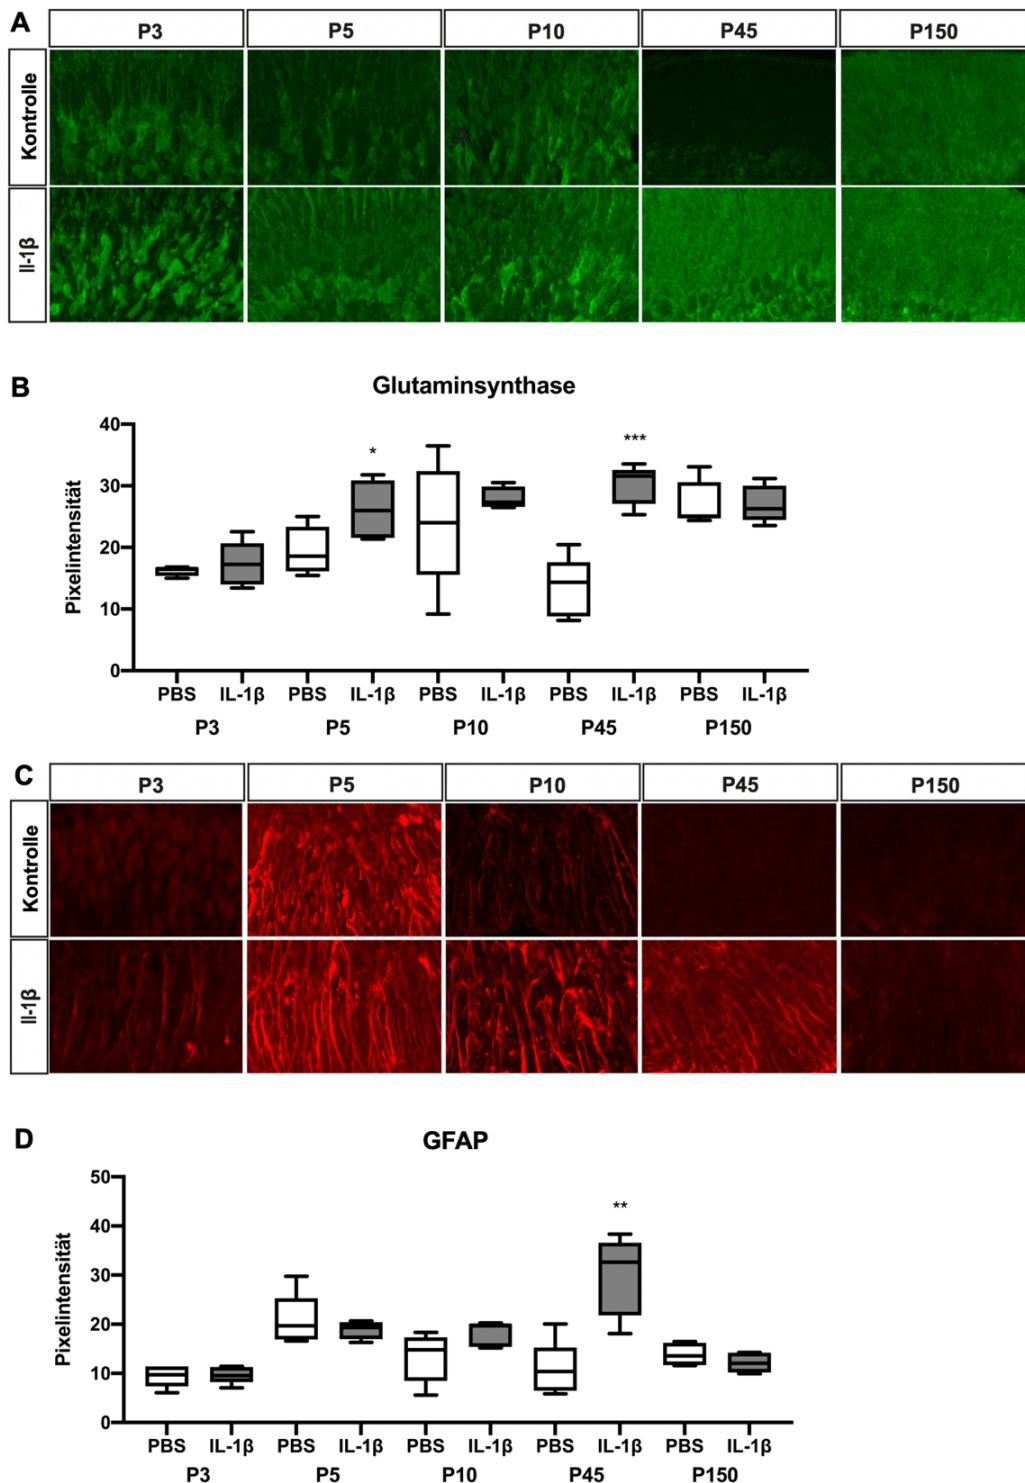 A
P3 P5 P10 P45 P150
Kontrolle
Il-1β
B
Glutaminsynthase
Pixelintensität
40
30
20
10
0
*
***
PBS IL-1β PBS IL-1β PBS IL-1β PBS IL-1β PBS IL-1β
P3 P5 P10 P45 P150
C
P3 P5 P10 P45 P150
Kontrolle
Il-1β
D
GFAP
Pixelintensität
50
40
30
20
10
0
**
PBS IL-1β PBS IL-1β PBS IL-1β PBS IL-1β PBS IL-1β
P3 P5 P10 P45 P150